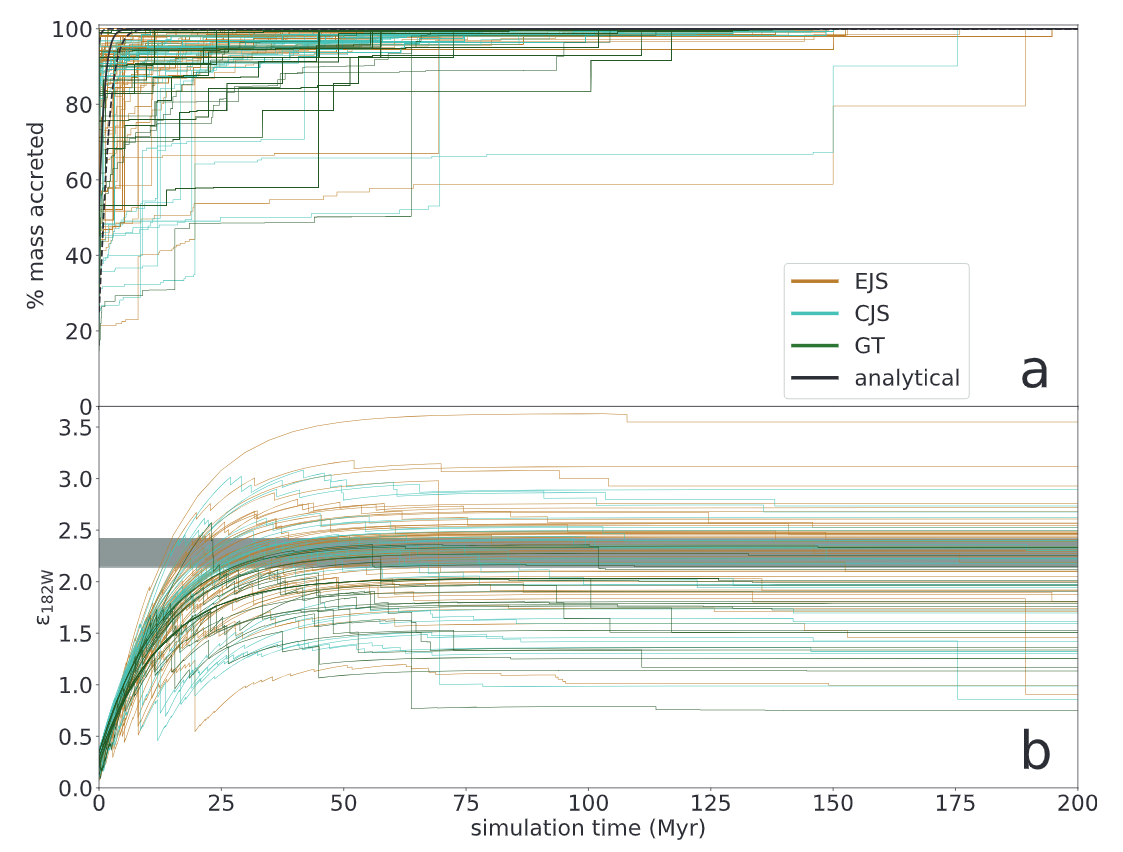 100
80
60
40
20
0
% mass accreted
EJS
CJS
GT
analytical
a
3.5
3.0
2.5
2.0
1.5
1.0
0.5
0.0
ε182W
b
0 25 50 75 100 125 150 175 200
simulation time (Myr)